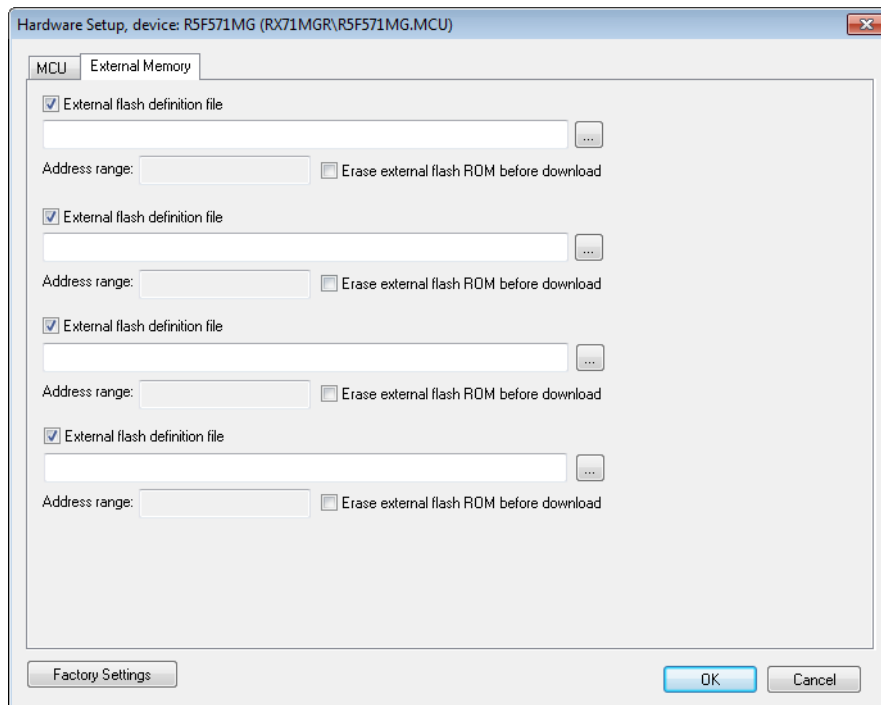 Hardware Setup, device: R5F571MG (RX71MGR\R5F571MG.MCU)
MCU External Memory
External flash definition file
...
Address range: Erase external flash ROM before download
External flash definition file
...
Address range: Erase external flash ROM before download
External flash definition file
...
Address range: Erase external flash ROM before download
External flash definition file
...
Address range: Erase external flash ROM before download
Factory Settings OK Cancel